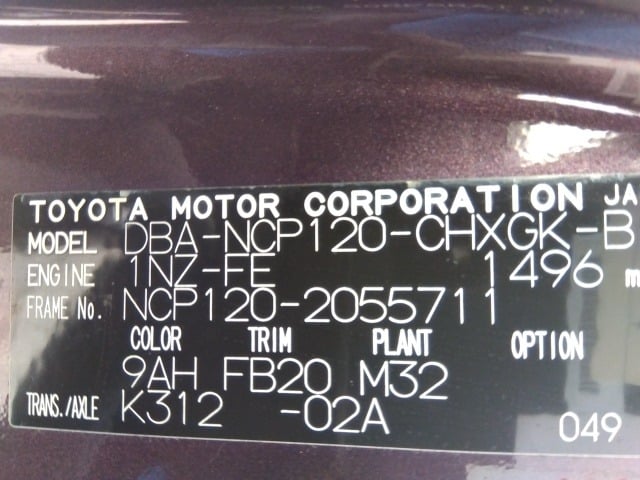 TOYOTA MOTOR CORPORATION JA
MODEL DBA-NCP120-CHXGK-B
ENGINE 1NZ-FE 1496 m
FRAME No. NCP120-2055711
COLOR TRIM PLANT OPTION
9AH FB20 M32
TRANS./AXLE K312 -02A
049